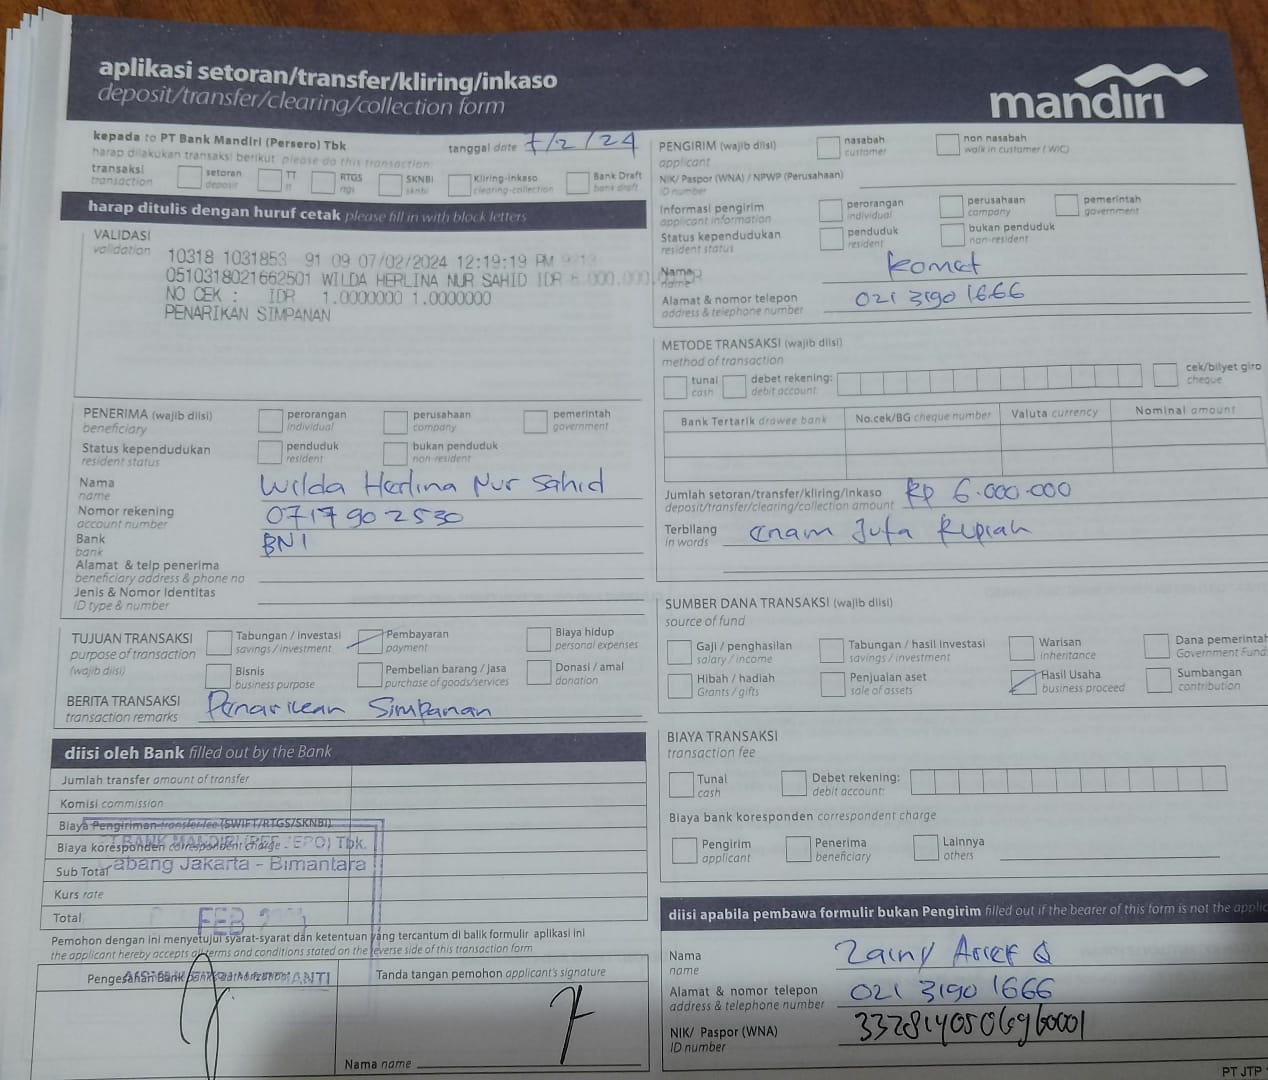 aplikasi setoran/transfer/kliring/inkaso
deposit/transfer/clearing/collection form
mandiri
kepada to PT Bank Mandiri (Persero) Tbk
tanggal date 7/2/24
harap dilakukan transaksi berikut please do this transaction:
transaksi
transaction
setoran
deposit
TT
tt
RTGS
rtgs
SKNBI
sknbi
Kliring-inkaso
clearing-collection
Bank Draft
bank draft
harap ditulis dengan huruf cetak please fill in with block letters
VALIDASI
validation
10318 1031853 91 09 07/02/2024 12:19:19 PM
0510318021662501 WILDA HERLINA NUR SAHID IDR 6.000.000,00
NO CEK : IDR 1.0000000 1.0000000
PENARIKAN SIMPANAN
PENERIMA (wajib diisi)
beneficiary
perorangan
individual
perusahaan
company
pemerintah
government
Status kependudukan
resident status
penduduk
resident
bukan penduduk
non-resident
Nama
name
Wilda Herlina Nur Sahid
Nomor rekening
account number
0717902530
Bank
bank
BNI
Alamat & telp penerima
beneficiary address & phone no
Jenis & Nomor Identitas
ID type & number
TUJUAN TRANSAKSI
purpose of transaction
(wajib diisi)
Tabungan / investasi
savings / investment
Pembayaran
payment
Biaya hidup
personal expenses
Bisnis
business purpose
Pembelian barang / jasa
purchase of goods/services
Donasi / amal
donation
BERITA TRANSAKSI
transaction remarks
Penarikan Simpanan
diisi oleh Bank filled out by the Bank
Jumlah transfer amount of transfer
Komisi commission
Biaya Pengiriman transfer fee (SWIFT/RTGS/SKNBI)
Biaya koresponden correspondent charge
Sub Total
Kurs rate
Total
Tbk.
Cabang Jakarta - Bimantara
FEB
Pemohon dengan ini menyetujui syarat-syarat dan ketentuan yang tercantum di balik formulir aplikasi ini
the applicant hereby accepts all terms and conditions stated on the reverse side of this transaction form
Pengesahan Bank
Tanda tangan pemohon applicant's signature
Nama name
PENGIRIM (wajib diisi)
applicant
nasabah
customer
non nasabah
walk in customer (WIC)
NIK/ Paspor (WNA) / NPWP (Perusahaan)
ID number
Informasi pengirim
applicant information
perorangan
individual
perusahaan
company
pemerintah
government
Status kependudukan
resident status
penduduk
resident
bukan penduduk
non-resident
Nama
name
Komet
Alamat & nomor telepon
address & telephone number
021 3190 1666
METODE TRANSAKSI (wajib diisi)
method of transaction
tunai
cash
debet rekening:
debit account:
cek/bilyet giro
cheque
Bank Tertarik drawee bank
No.cek/BG cheque number
Valuta currency
Nominal amount
Jumlah setoran/transfer/kliring/inkaso
deposit/transfer/clearing/collection amount
Rp 6.000.000
Terbilang
in words
Enam Juta Rupiah
SUMBER DANA TRANSAKSI (wajib diisi)
source of fund
Gaji / penghasilan
salary / income
Tabungan / hasil investasi
savings / investment
Warisan
inheritance
Dana pemerintah
Government Fund
Hibah / hadiah
Grants / gifts
Penjualan aset
sale of assets
Hasil Usaha
business proceed
Sumbangan
contribution
BIAYA TRANSAKSI
transaction fee
Tunai
cash
Debet rekening:
debit account:
Biaya bank koresponden correspondent charge
Pengirim
applicant
Penerima
beneficiary
Lainnya
others
diisi apabila pembawa formulir bukan Pengirim filled out if the bearer of this form is not the applic
Nama
name
Zainy Arief Q
Alamat & nomor telepon
address & telephone number
021 3190 1666
NIK/ Paspor (WNA)
ID number
3328140506960001
PT JTP